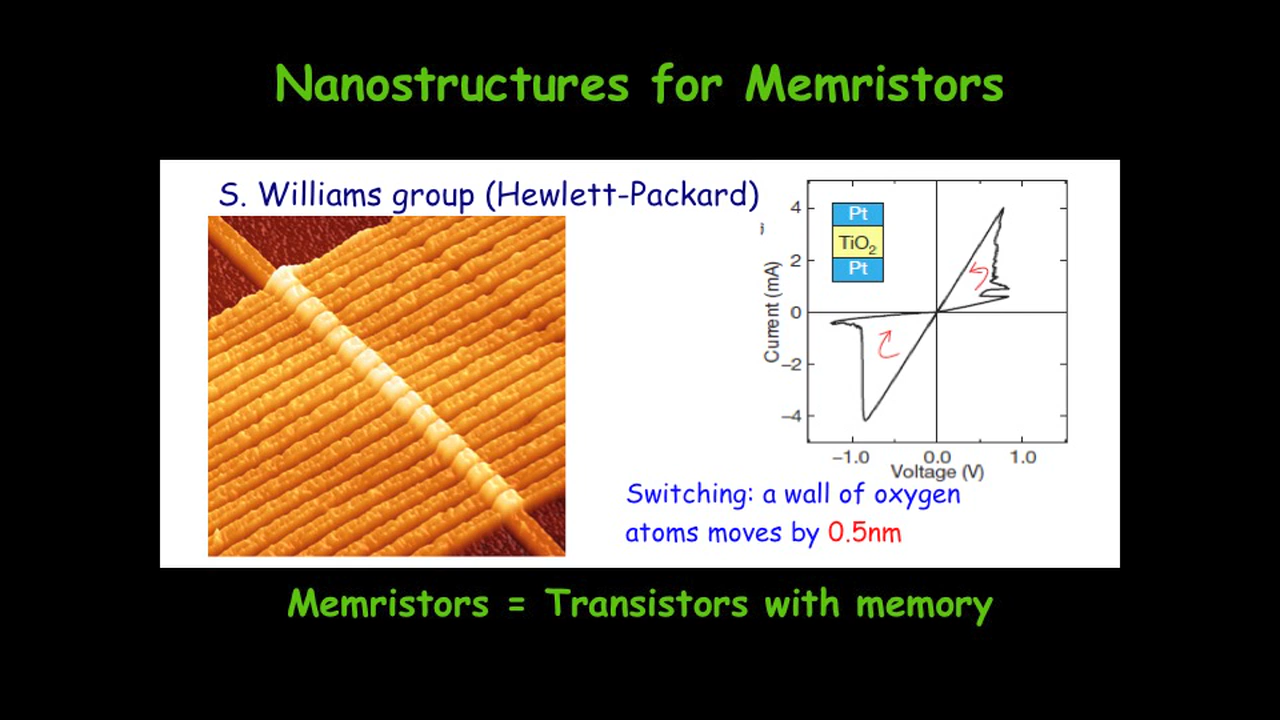 Nanostructures for Memristors
S. Williams group (Hewlett-Packard)
Pt
TiO₂
Pt
Current (mA)
4
2
0
−2
−4
−1.0 0.0 1.0
Voltage (V)
Switching: a wall of oxygen
atoms moves by 0.5nm
Memristors = Transistors with memory